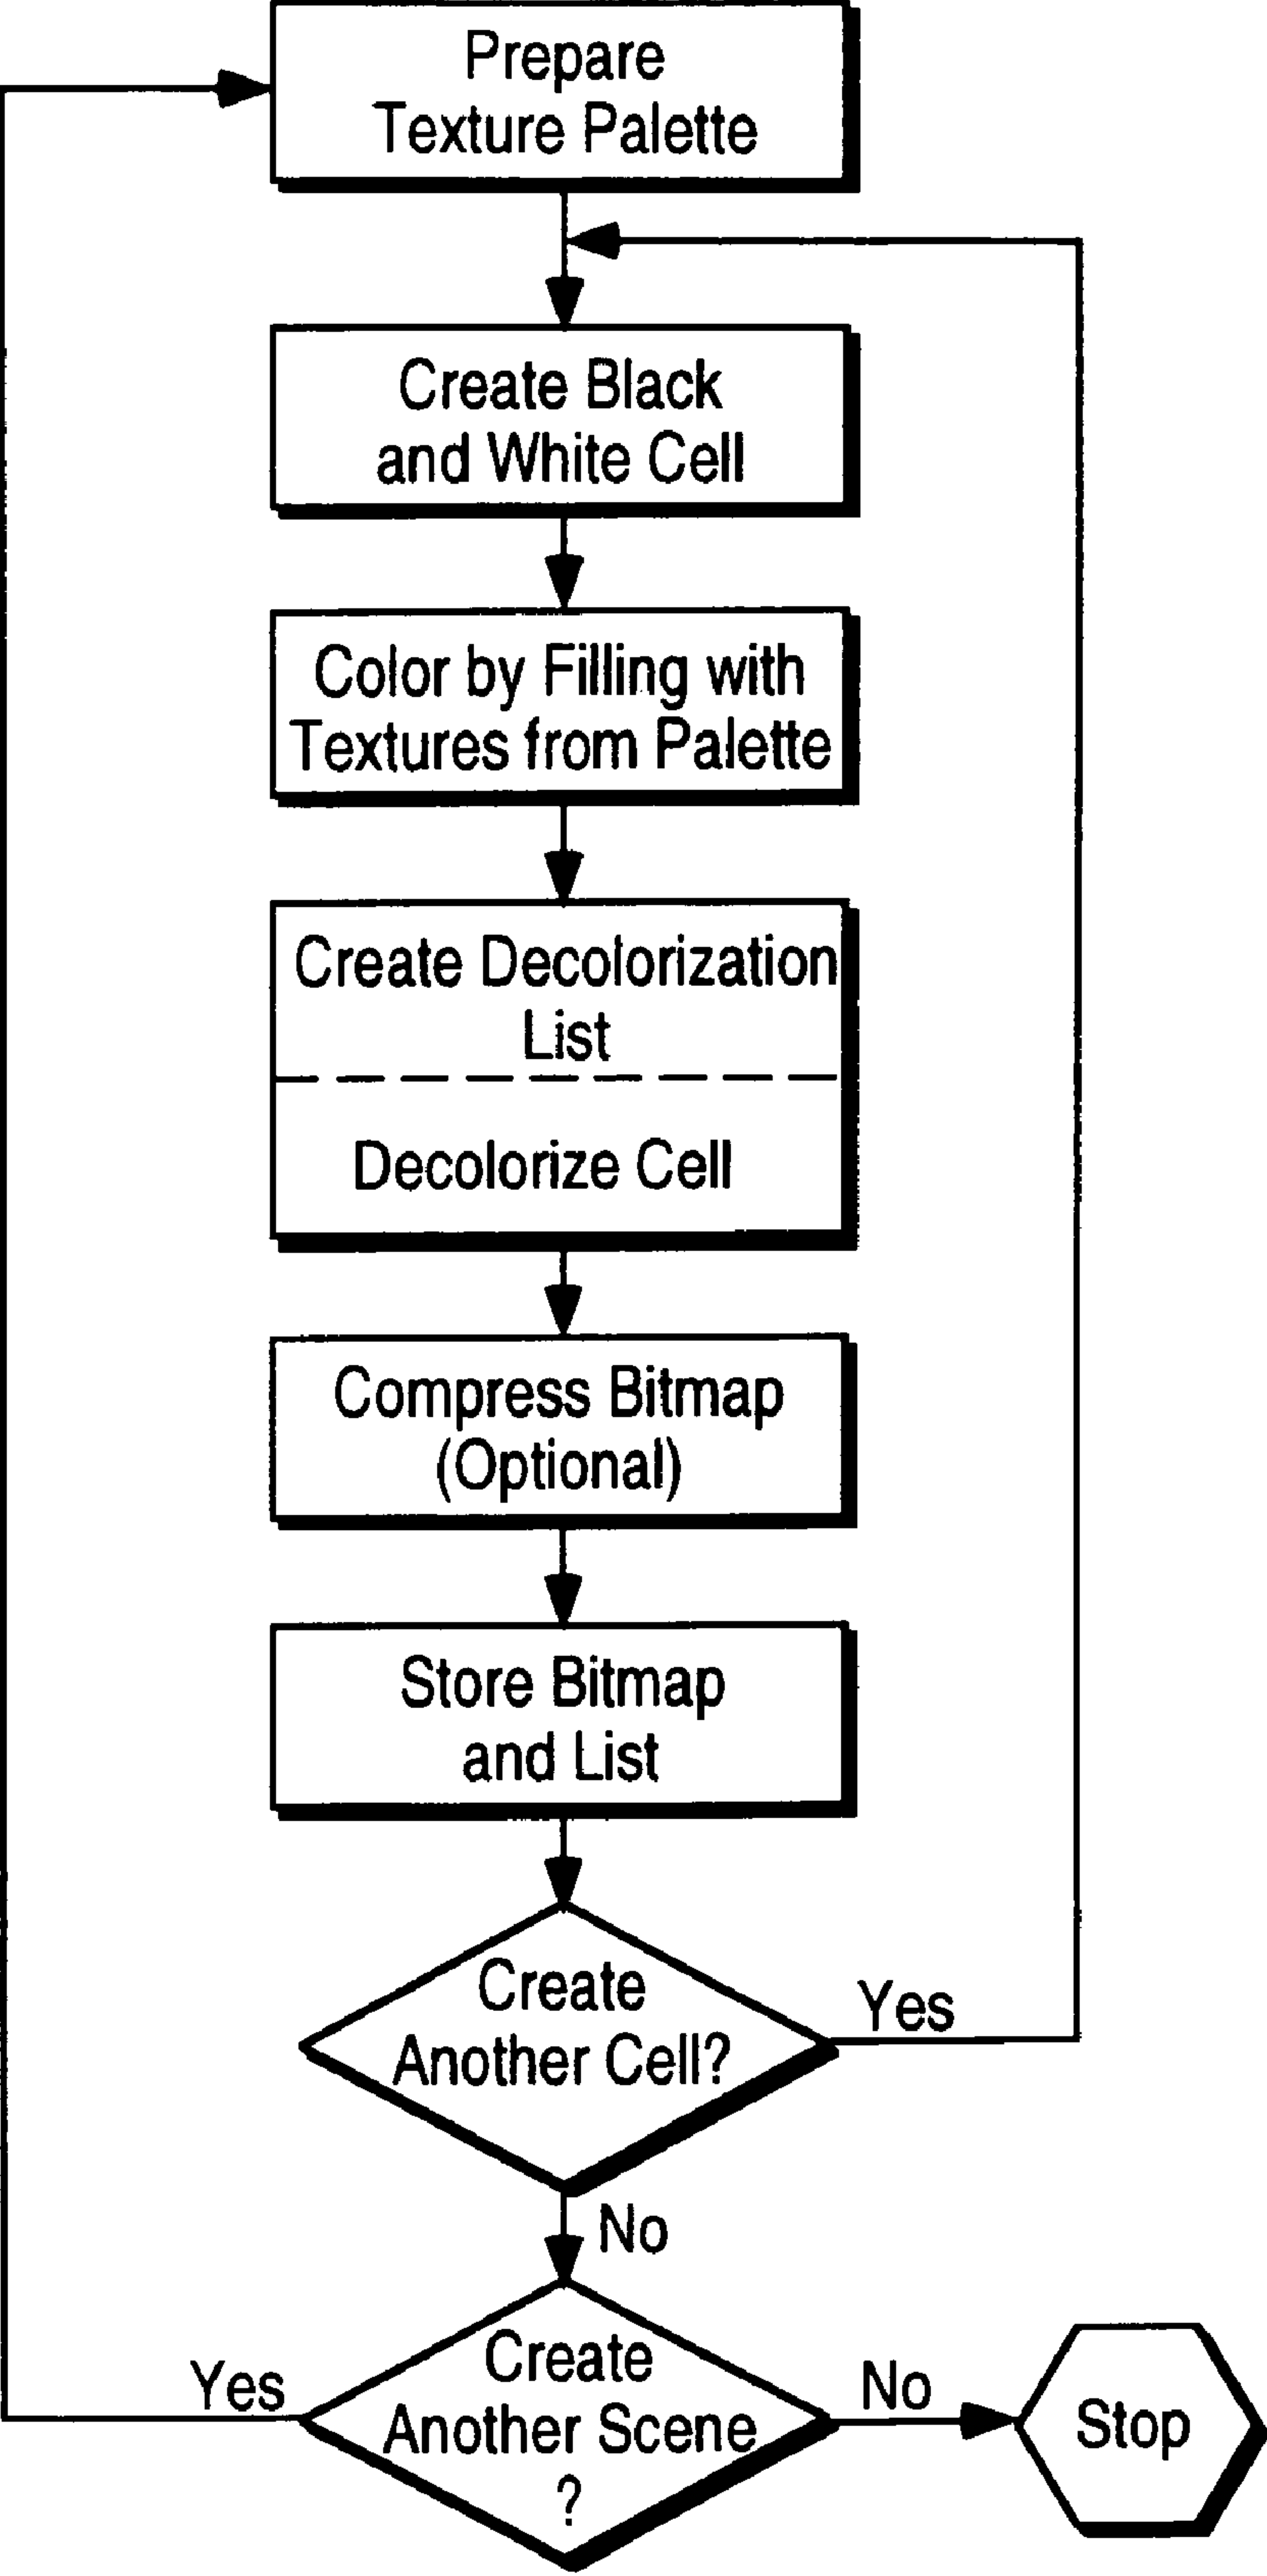 Prepare
Texture Palette
Create Black
and White Cell
Color by Filling with
Textures from Palette
Create Decolorization
List
Decolorize Cell
Compress Bitmap
(Optional)
Store Bitmap
and List
Create
Another Cell?
Yes
No
Create
Another Scene
?
Yes
No
Stop